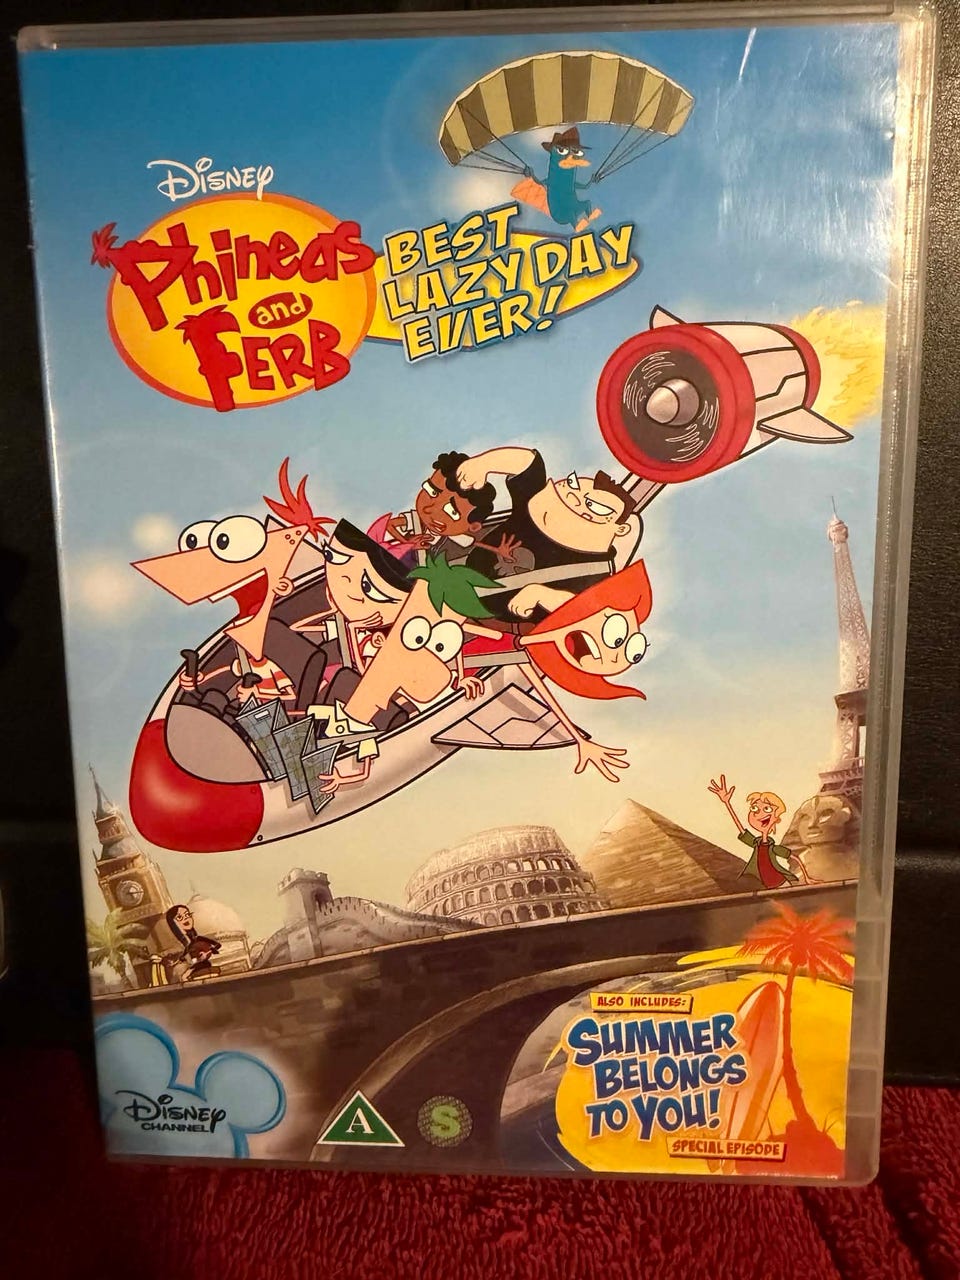 Disney
Phineas
and
Ferb
BEST
LAZY DAY
EVER!
ALSO INCLUDES:
SUMMER
BELONGS
TO YOU!
SPECIAL EPISODE
Disney
CHANNEL
A
S